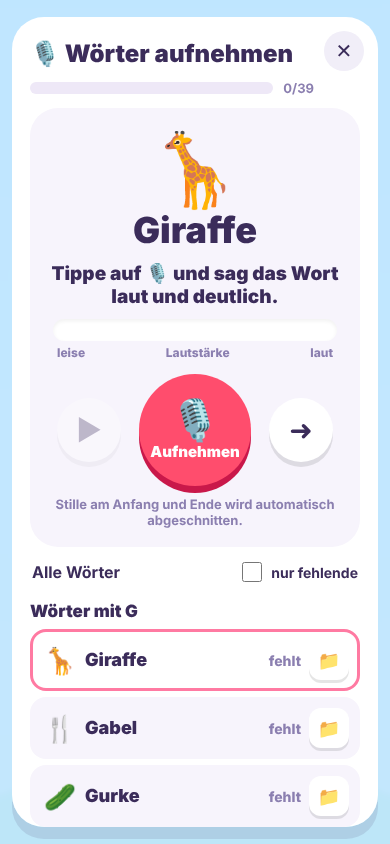 Wörter aufnehmen
0/39
Giraffe
Tippe auf 🎙️ und sag das Wort
laut und deutlich.
leise Lautstärke laut
Aufnehmen
Stille am Anfang und Ende wird automatisch
abgeschnitten.
Alle Wörter nur fehlende
Wörter mit G
Giraffe fehlt
Gabel fehlt
Gurke fehlt